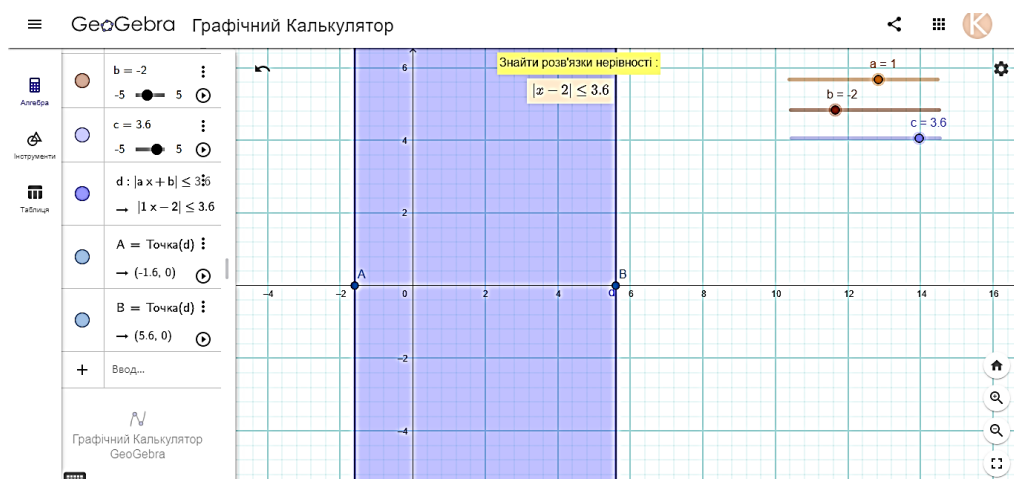 GeoGebra Графічний Калькулятор
K
Алгебра
Інструменти
Таблиця
b = -2
-5 5
c = 3.6
-5 5
d : |a x + b| ≤ 3.6
→ |1 x − 2| ≤ 3.6
A = Точка(d)
→ (-1.6, 0)
B = Точка(d)
→ (5.6, 0)
+ Ввод...
Графічний Калькулятор
GeoGebra
Знайти розв'язки нерівності :
|x − 2| ≤ 3.6
a = 1
b = -2
c = 3.6
6
4
2
A B
d
−4 −2 0 2 4 6 8 10 12 14 16
−2
−4